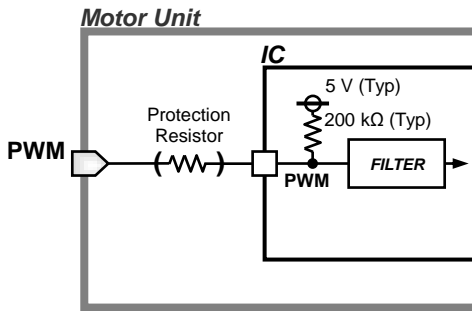 Motor Unit
IC
5 V (Typ)
200 kΩ (Typ)
Protection
Resistor
PWM
PWM
FILTER